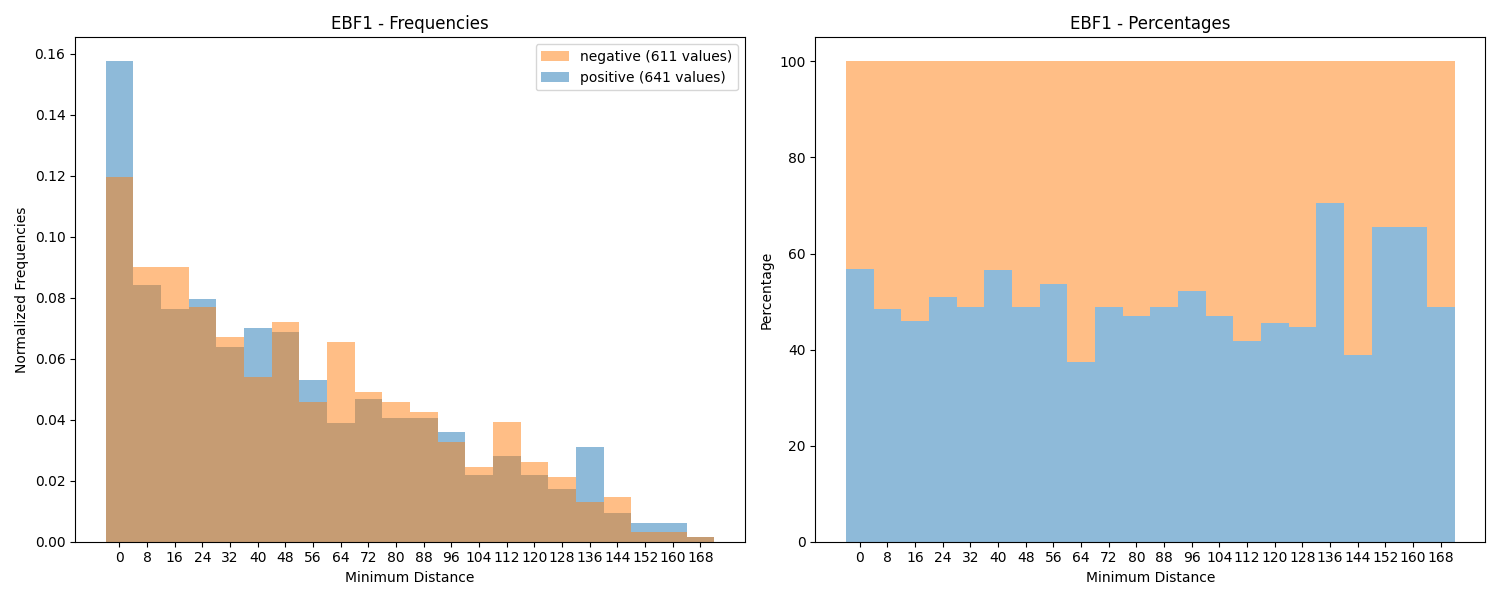 EBF1 - Frequencies
negative (611 values)
positive (641 values)
Normalized Frequencies
0.16
0.14
0.12
0.10
0.08
0.06
0.04
0.02
0.00
0 8 16 24 32 40 48 56 64 72 80 88 96 104 112 120 128 136 144 152 160 168
Minimum Distance
EBF1 - Percentages
Percentage
100
80
60
40
20
0
0 8 16 24 32 40 48 56 64 72 80 88 96 104 112 120 128 136 144 152 160 168
Minimum Distance